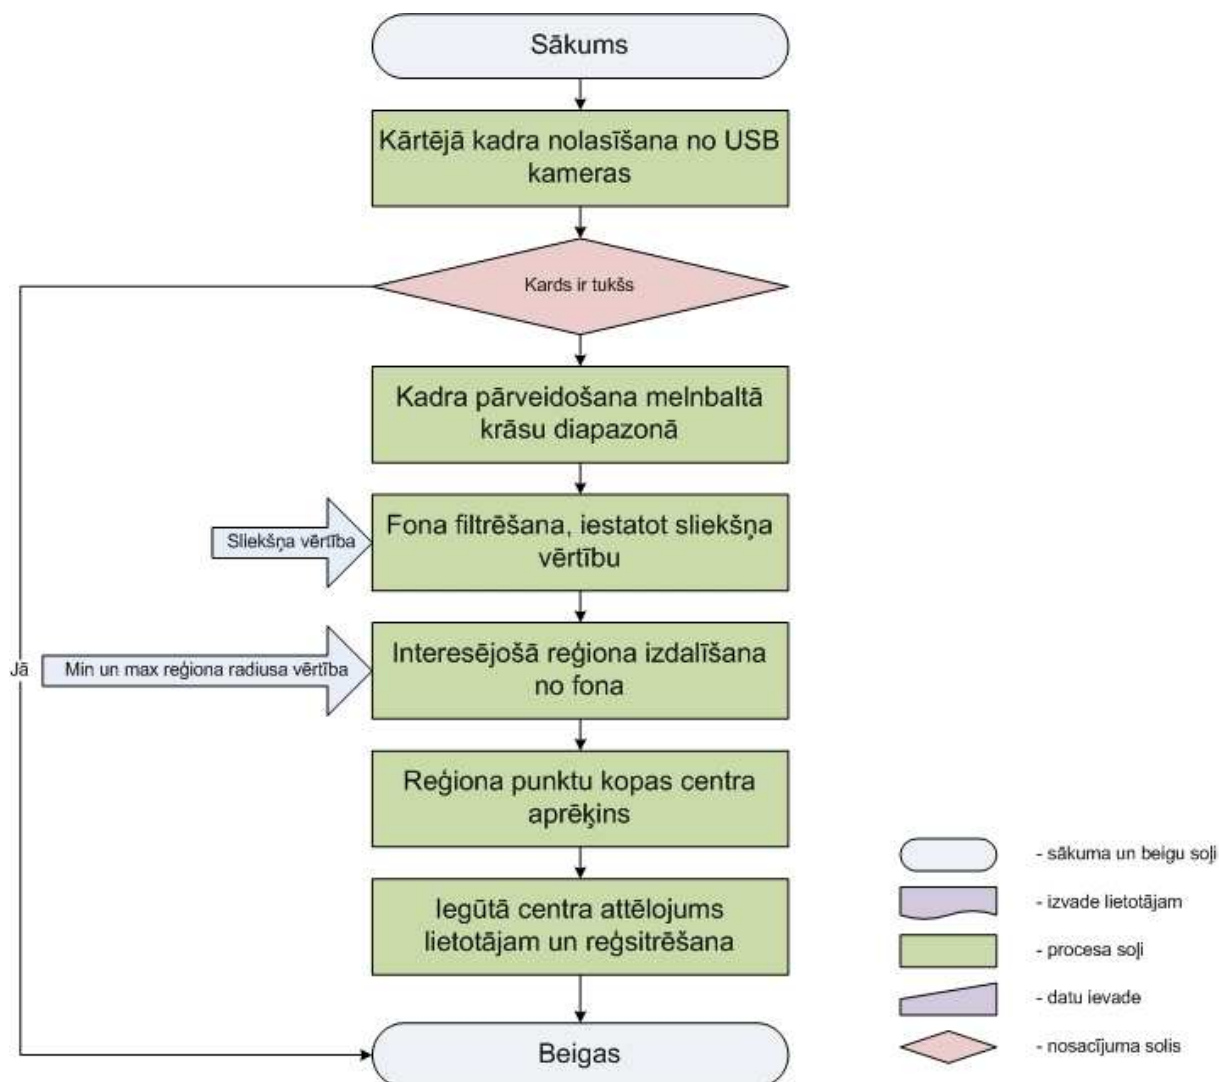 Sākums
Kārtējā kadra nolasīšana no USB
kameras
Kards ir tukšs
Kadra pārveidošana melnbaltā
krāsu diapazonā
Sliekšņa vērtība
Fona filtrēšana, iestatot sliekšņa
vērtību
Jā
Min un max reģiona radiusa vērtība
Interesējošā reģiona izdalīšana
no fona
Reģiona punktu kopas centra
aprēķins
Iegūtā centra attēlojums
lietotājam un reģsitrēšana
Beigas
- sākuma un beigu soļi
- izvade lietotājam
- procesa soļi
- datu ievade
- nosacījuma solis